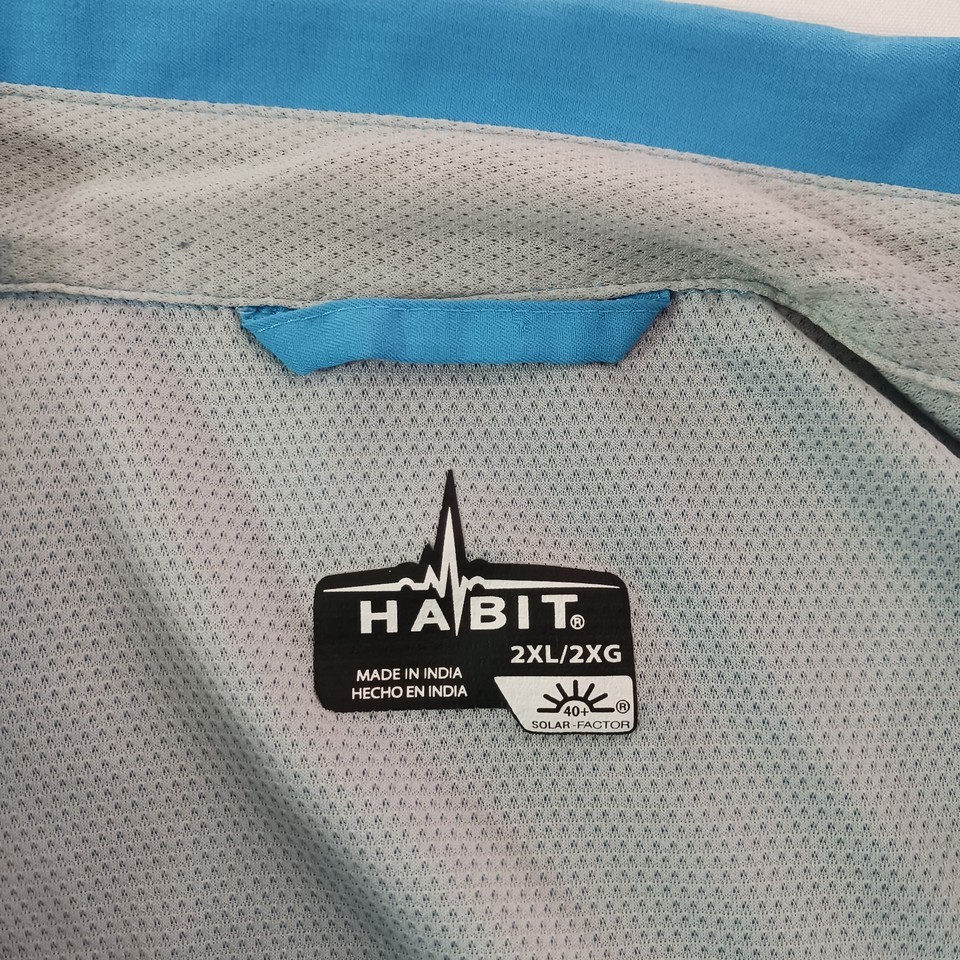 HABIT®
2XL/2XG
MADE IN INDIA
HECHO EN INDIA
40+ ®
SOLAR-FACTOR